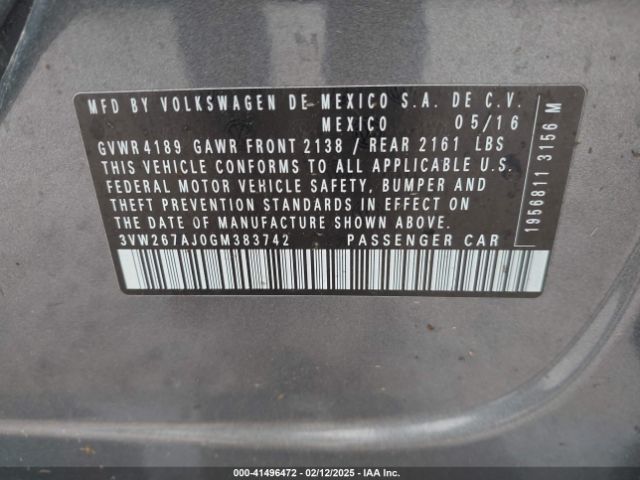 MFD BY VOLKSWAGEN DE MEXICO S.A. DE C.V.
MEXICO 05/16
GVWR 4189 GAWR FRONT 2138 / REAR 2161 LBS
THIS VEHICLE CONFORMS TO ALL APPLICABLE U.S.
FEDERAL MOTOR VEHICLE SAFETY, BUMPER AND
THEFT PREVENTION STANDARDS IN EFFECT ON
THE DATE OF MANUFACTURE SHOWN ABOVE.
3VW267AJ0GM383742 PASSENGER CAR
1956811 3156 M
000-41496472 - 02/12/2025 - IAA Inc.